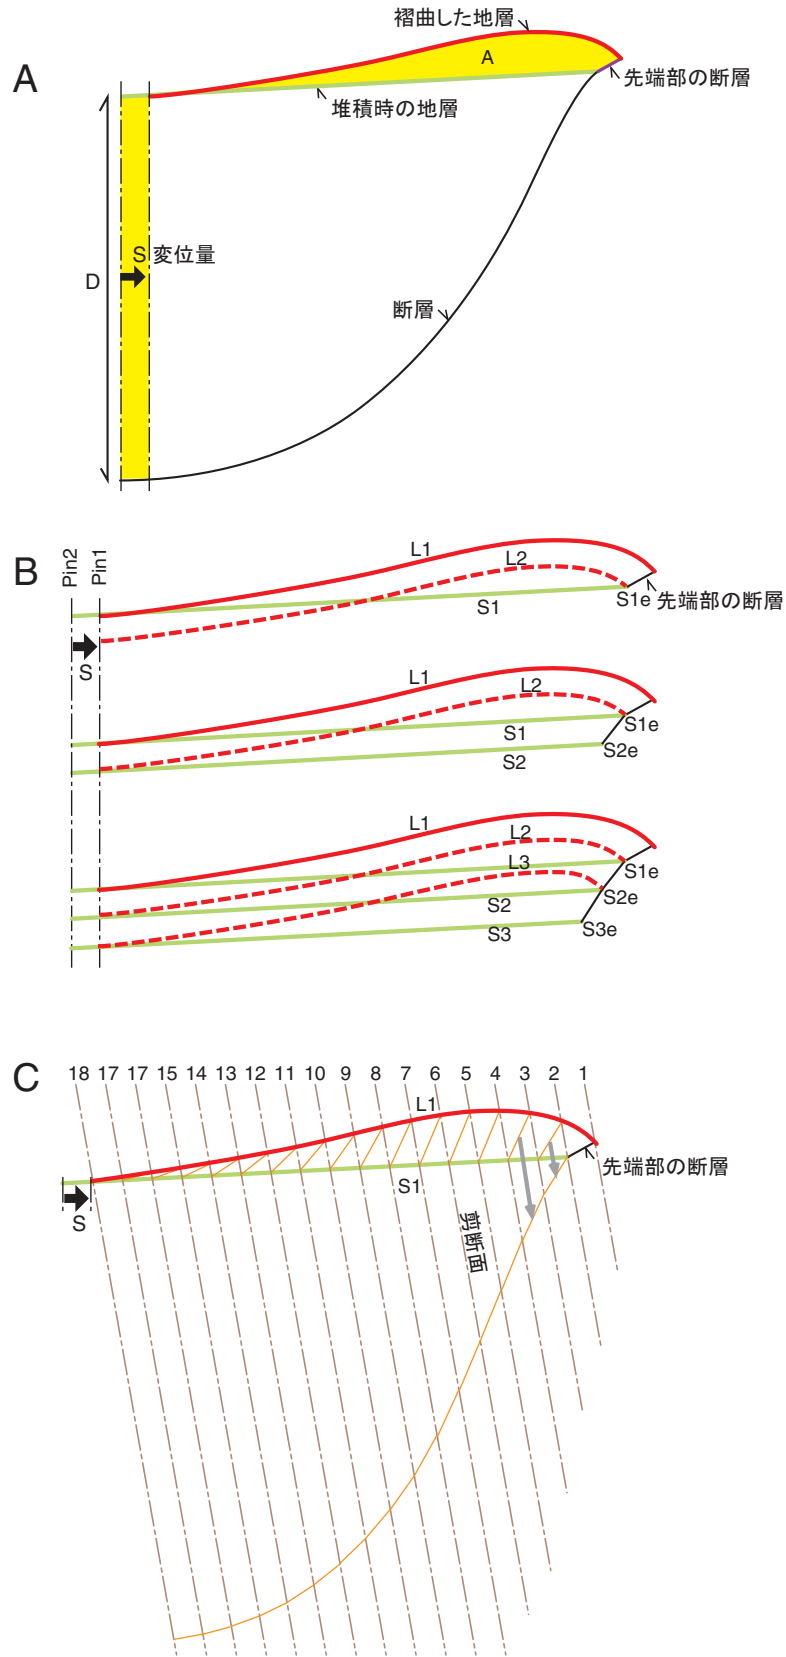 A
褶曲した地層
A
先端部の断層
堆積時の地層
S 変位量
D
断層
B
Pin2
Pin1
L1
L2
S1
S1e
先端部の断層
S
L1
L2
S1
S1e
S2
S2e
L1
L2
L3
S1e
S2
S2e
S3
S3e
C
18 17 17 15 14 13 12 11 10 9 8 7 6 5 4 3 2 1
L1
先端部の断層
S1
S
剪断面